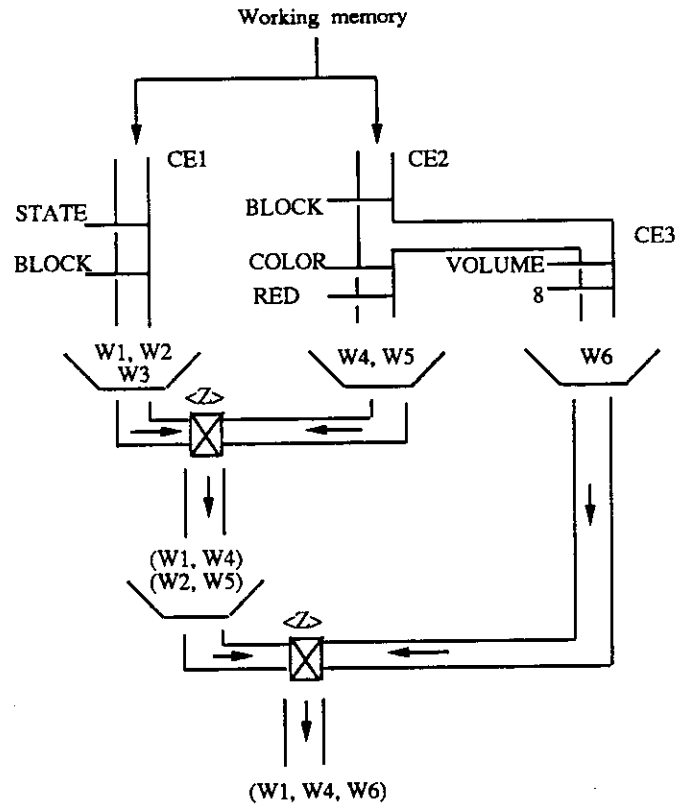 Working memory
CE1
CE2
STATE
BLOCK
CE3
BLOCK
COLOR
VOLUME
RED
8
W1, W2
W3
W4, W5
W6
<Z>
(W1, W4)
(W2, W5)
<Z>
(W1, W4, W6)